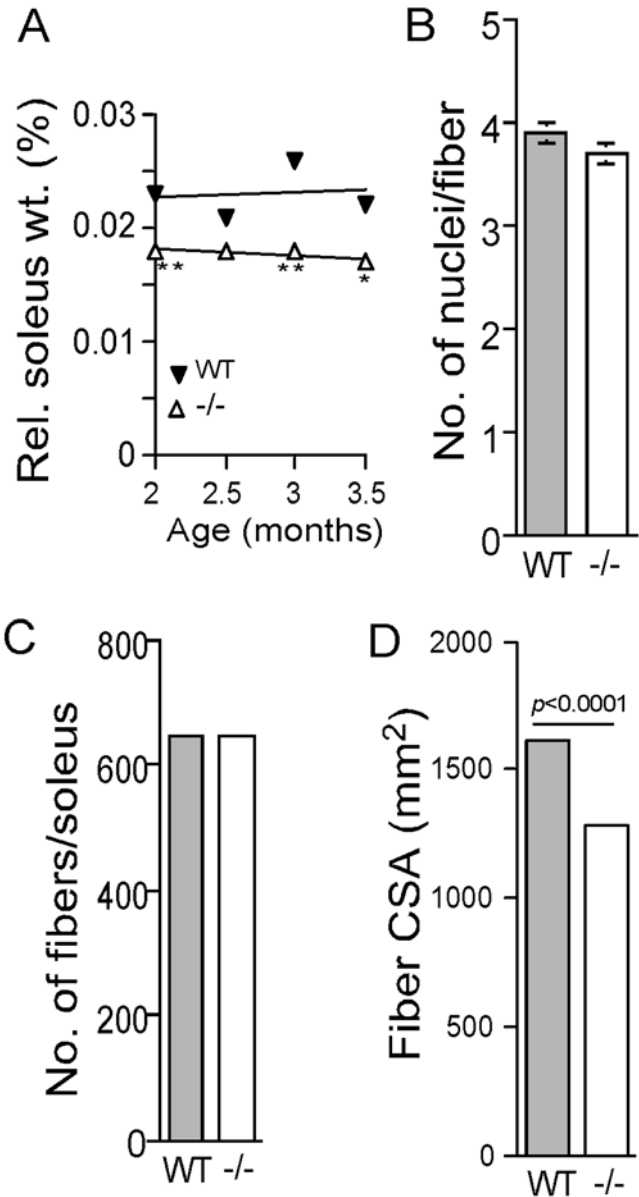 A
Rel. soleus wt. (%)
0.03
0.02
0.01
0
** ** *
WT
-/-
2 2.5 3 3.5
Age (months)
B
No. of nuclei/fiber
5
4
3
2
1
0
WT -/-
C
No. of fibers/soleus
800
600
400
200
0
WT -/-
D
Fiber CSA (mm²)
2000
1500
1000
500
0
p<0.0001
WT -/-